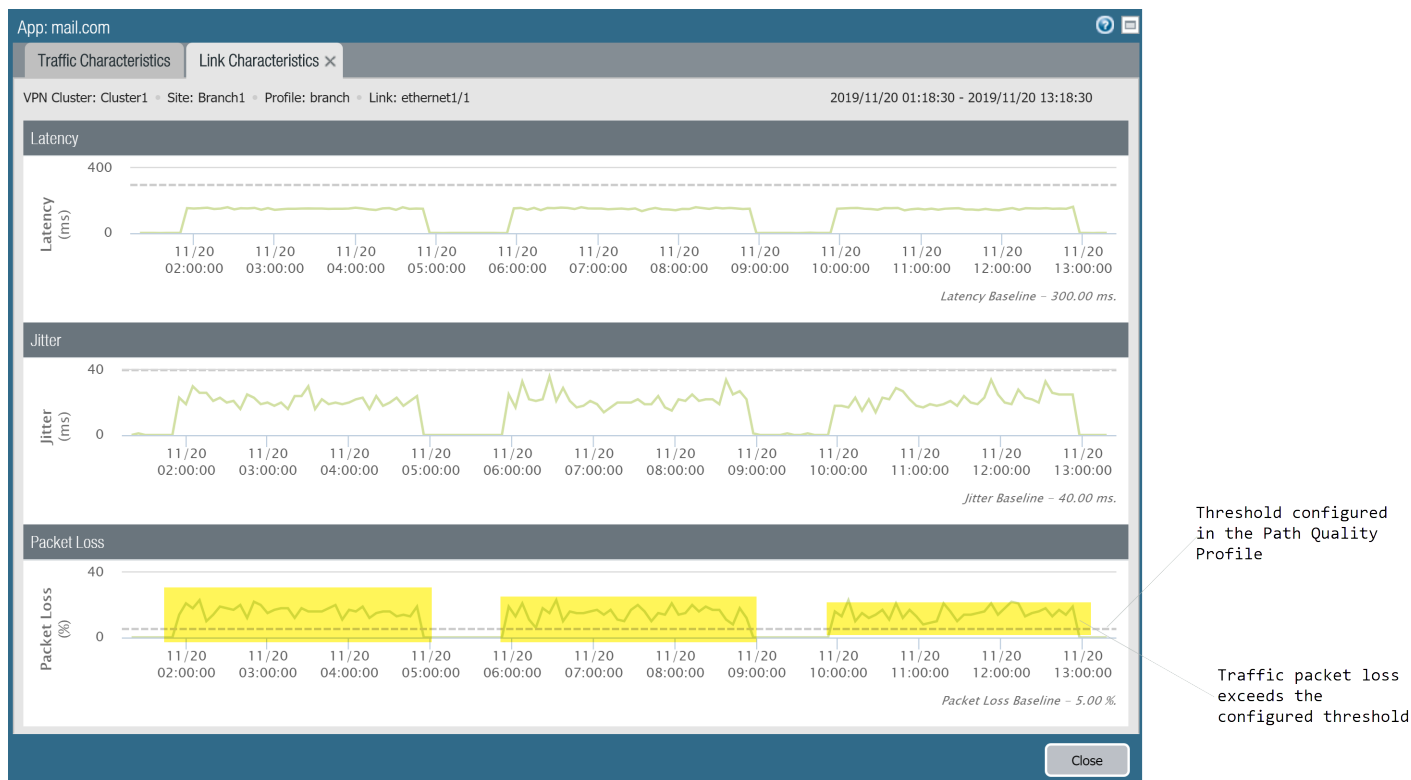 App: mail.com
Traffic Characteristics
Link Characteristics
VPN Cluster: Cluster1 • Site: Branch1 • Profile: branch • Link: ethernet1/1
2019/11/20 01:18:30 - 2019/11/20 13:18:30
Latency
400
0
Latency
(ms)
11/20 11/20 11/20 11/20 11/20 11/20 11/20 11/20 11/20 11/20 11/20 11/20
02:00:00 03:00:00 04:00:00 05:00:00 06:00:00 07:00:00 08:00:00 09:00:00 10:00:00 11:00:00 12:00:00 13:00:00
Latency Baseline – 300.00 ms.
Jitter
40
0
Jitter
(ms)
11/20 11/20 11/20 11/20 11/20 11/20 11/20 11/20 11/20 11/20 11/20 11/20
02:00:00 03:00:00 04:00:00 05:00:00 06:00:00 07:00:00 08:00:00 09:00:00 10:00:00 11:00:00 12:00:00 13:00:00
Jitter Baseline – 40.00 ms.
Packet Loss
40
0
Packet Loss
(%)
11/20 11/20 11/20 11/20 11/20 11/20 11/20 11/20 11/20 11/20 11/20 11/20
02:00:00 03:00:00 04:00:00 05:00:00 06:00:00 07:00:00 08:00:00 09:00:00 10:00:00 11:00:00 12:00:00 13:00:00
Packet Loss Baseline – 5.00 %.
Close
Threshold configured
in the Path Quality
Profile
Traffic packet loss
exceeds the
configured threshold